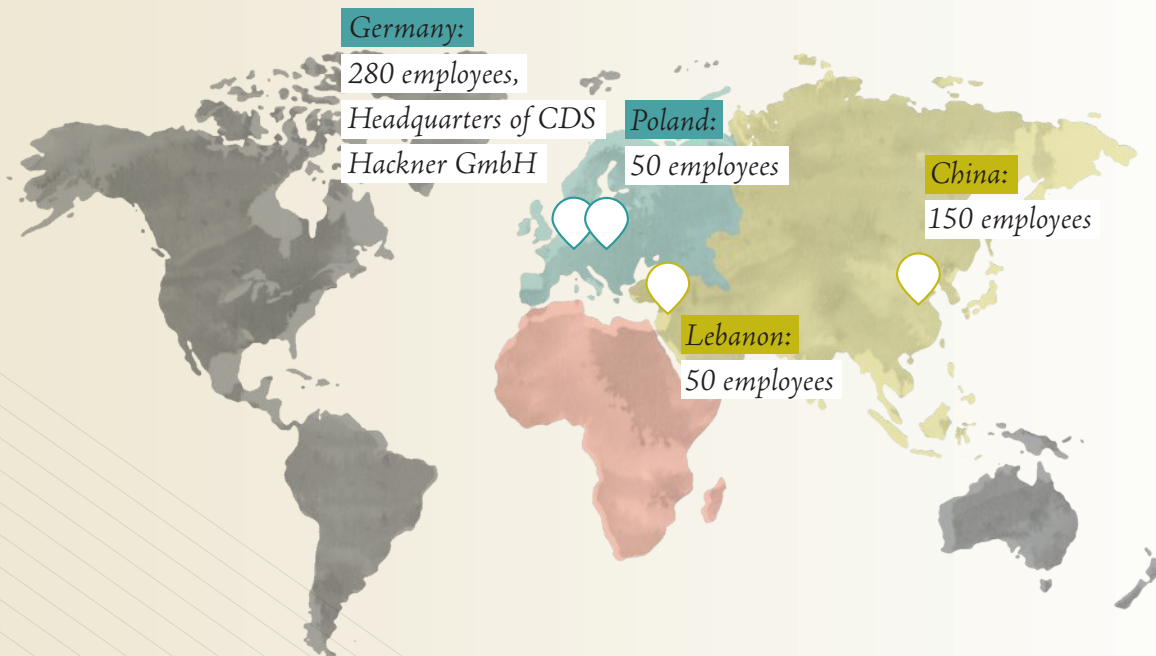 Germany:
280 employees,
Headquarters of CDS
Hackner GmbH
Poland:
50 employees
China:
150 employees
Lebanon:
50 employees